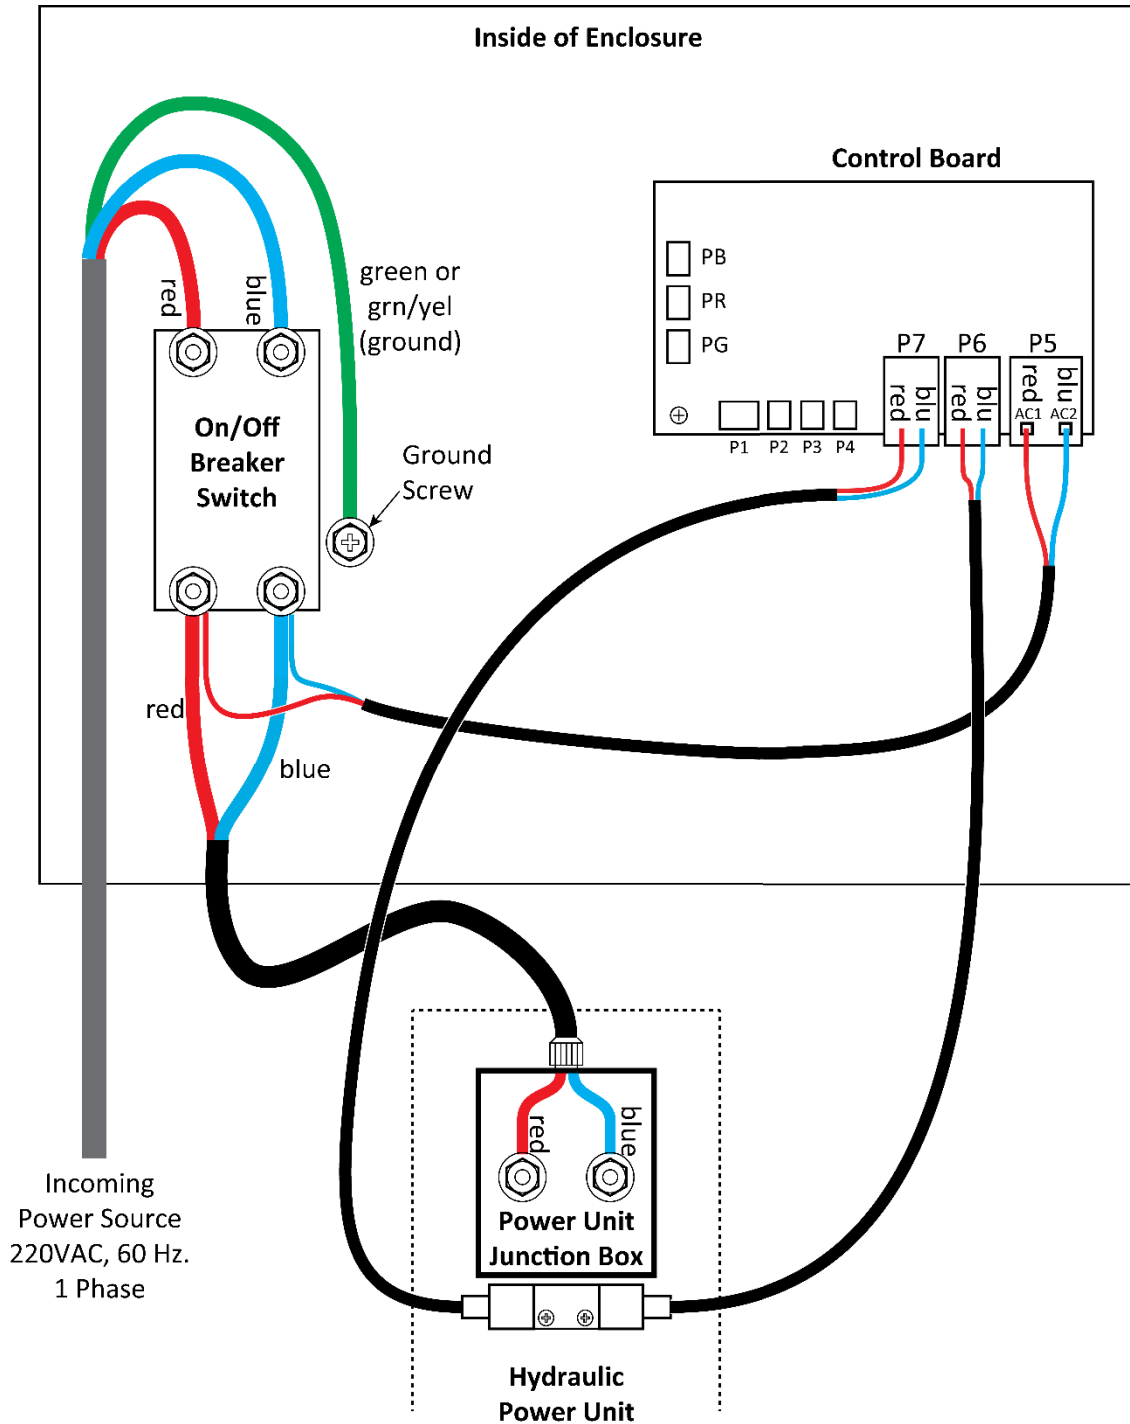 Inside of Enclosure
Control Board
green or
grn/yel
(ground)
red
blue
PB
PR
PG
P7
P6
P5
red
blu
red
blu
red
blu
AC1
AC2
P1
P2
P3
P4
On/Off
Breaker
Switch
Ground
Screw
red
blue
red
blue
Power Unit
Junction Box
Incoming
Power Source
220VAC, 60 Hz.
1 Phase
Hydraulic
Power Unit